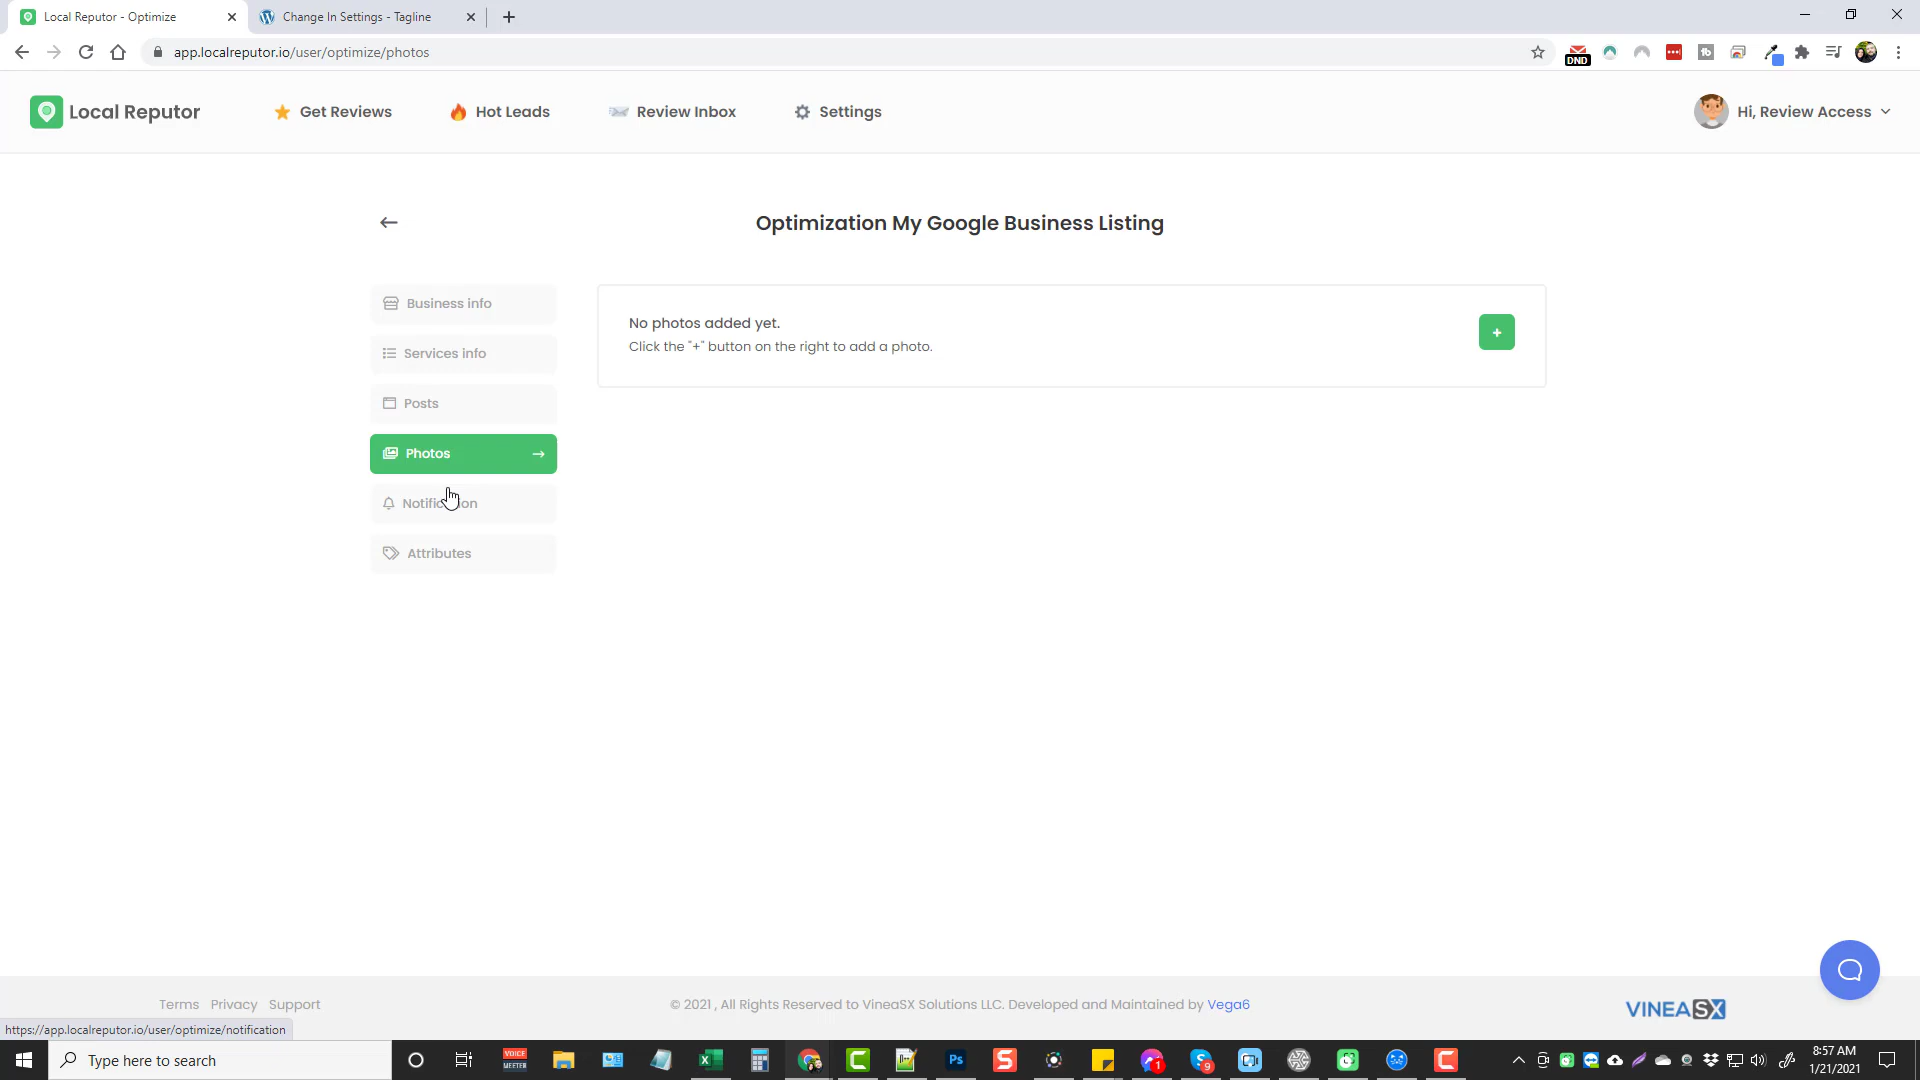 Local Reputor - Optimize
Change In Settings - Tagline
app.localreputor.io/user/optimize/photos
DND
Local Reputor
Get Reviews
Hot Leads
Review Inbox
Settings
Hi, Review Access
Optimization My Google Business Listing
Business info
Services info
Posts
Photos
Notification
Attributes
No photos added yet.
Click the "+" button on the right to add a photo.
+
Terms
Privacy
Support
© 2021 , All Rights Reserved to VineaSX Solutions LLC. Developed and Maintained by Vega6
VINEASX
https://app.localreputor.io/user/optimize/notification
Type here to search
VOICE
MEETER
Ps
1
9
8:57 AM
1/21/2021